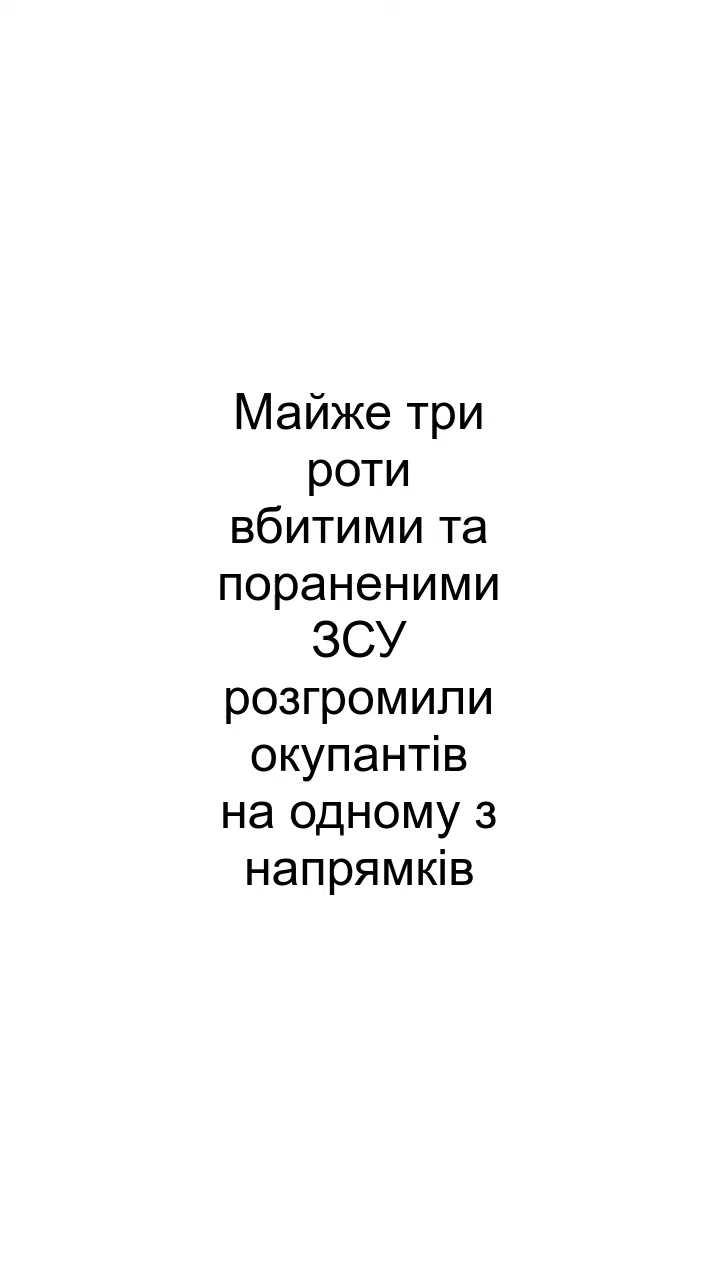 Майже три
роти
вбитими та
пораненими
ЗСУ
розгромили
окупантів
на одному з
напрямків